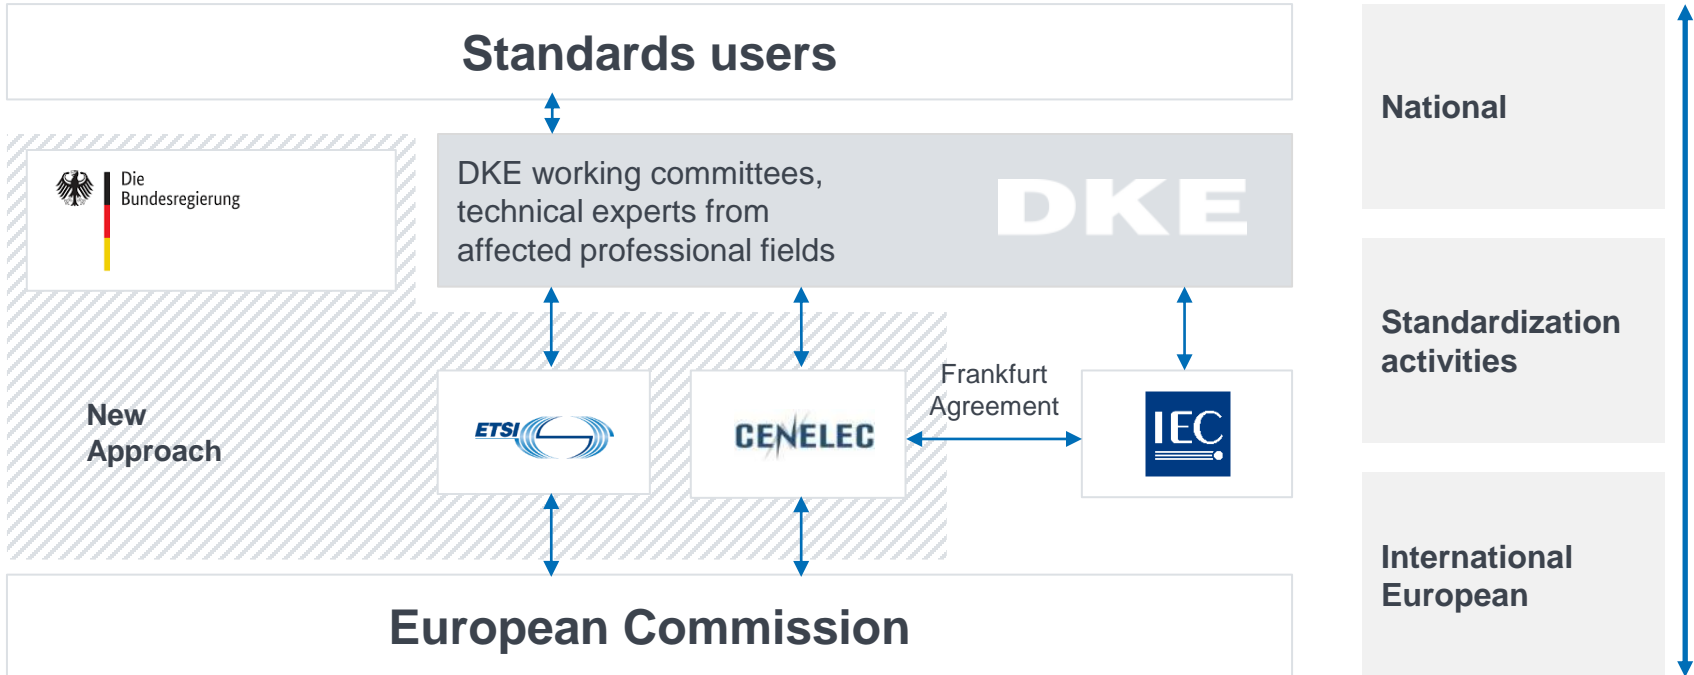 Standards users
Die
Bundesregierung
DKE working committees,
technical experts from
affected professional fields
DKE
New
Approach
ETSI
CENELEC
Frankfurt
Agreement
IEC
European Commission
National
Standardization
activities
International
European